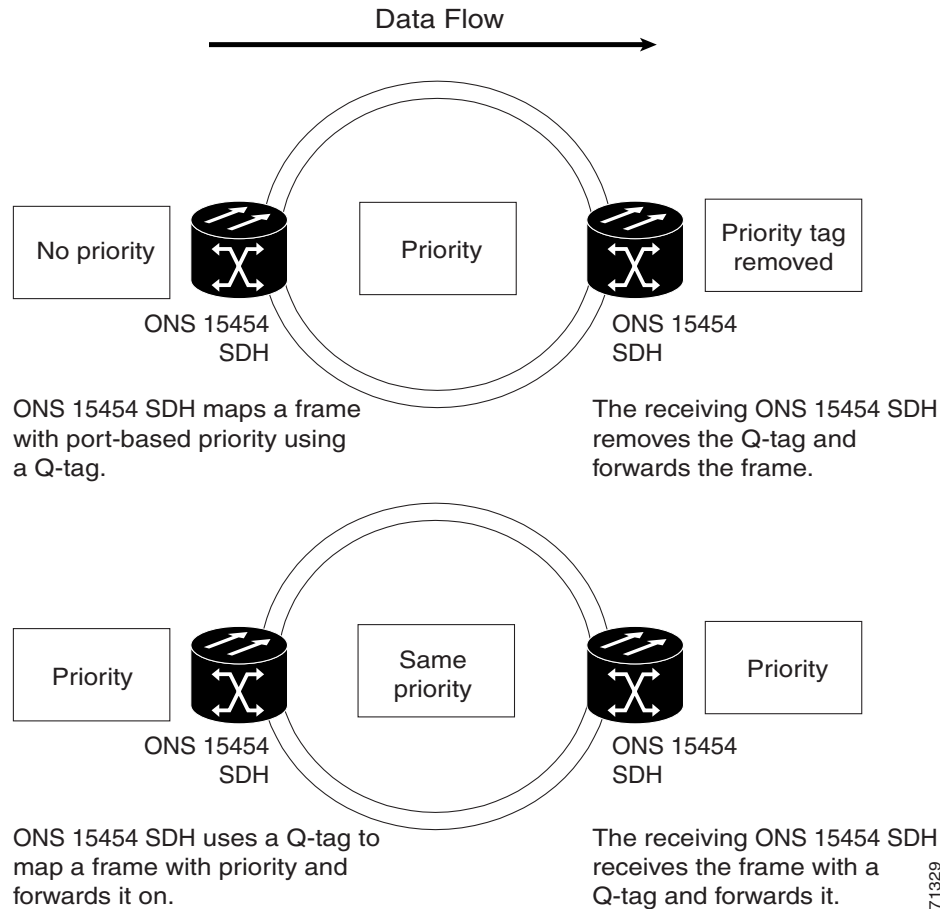 Data Flow
No priority
Priority
Priority tag
removed
ONS 15454
SDH
ONS 15454
SDH
ONS 15454 SDH maps a frame
with port-based priority using
a Q-tag.
The receiving ONS 15454 SDH
removes the Q-tag and
forwards the frame.
Priority
Same
priority
Priority
ONS 15454
SDH
ONS 15454
SDH
ONS 15454 SDH uses a Q-tag to
map a frame with priority and
forwards it on.
The receiving ONS 15454 SDH
receives the frame with a
Q-tag and forwards it.
71329